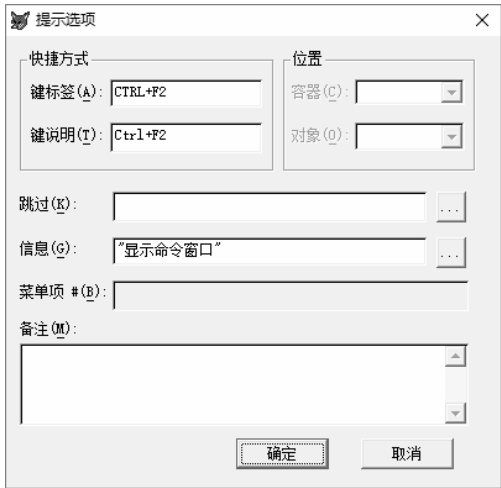 提示选项
快捷方式
键标签(A): CTRL+F2
键说明(T): Ctrl+F2
位置
容器(C):
对象(O):
跳过(K):
...
信息(G): "显示命令窗口"
...
菜单项 #(B):
备注(M):
确定
取消